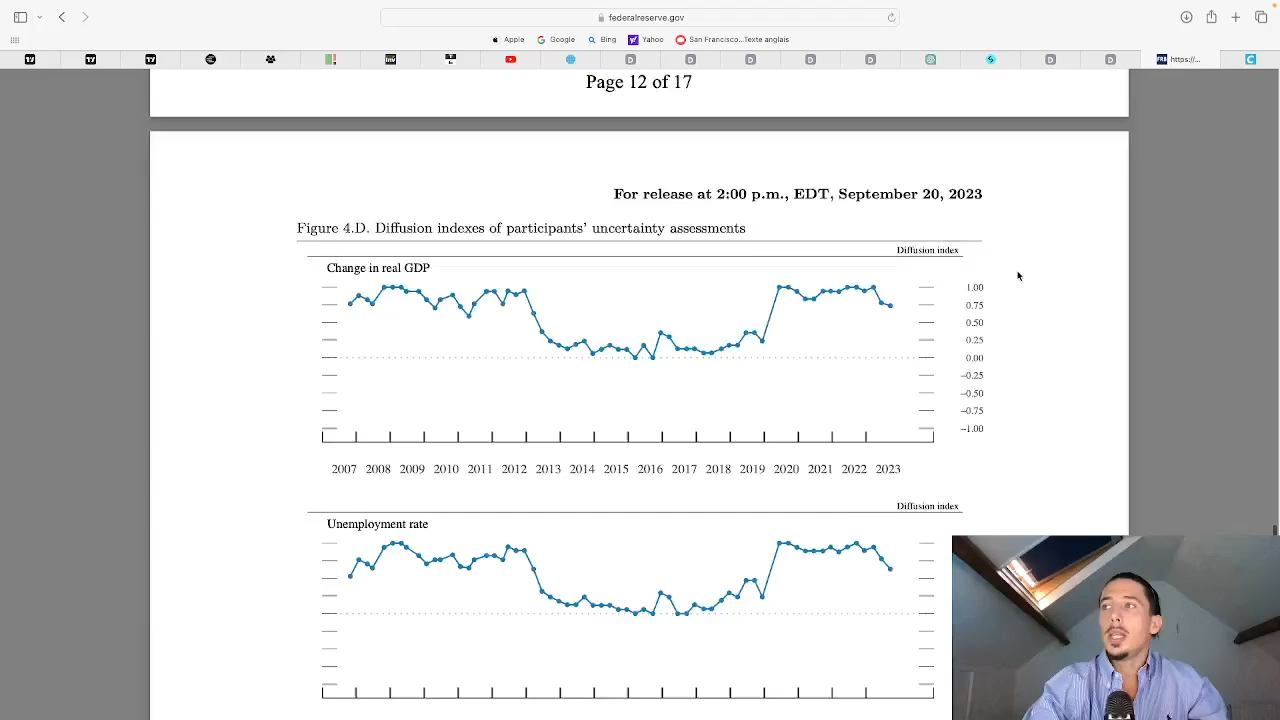 federalreserve.gov
Apple Google Bing Yahoo San Francisco...Texte anglais
FRB https://...
Page 12 of 17
For release at 2:00 p.m., EDT, September 20, 2023
Figure 4.D. Diffusion indexes of participants' uncertainty assessments
Diffusion index
Change in real GDP
1.00
0.75
0.50
0.25
0.00
−0.25
−0.50
−0.75
−1.00
2007 2008 2009 2010 2011 2012 2013 2014 2015 2016 2017 2018 2019 2020 2021 2022 2023
Diffusion index
Unemployment rate